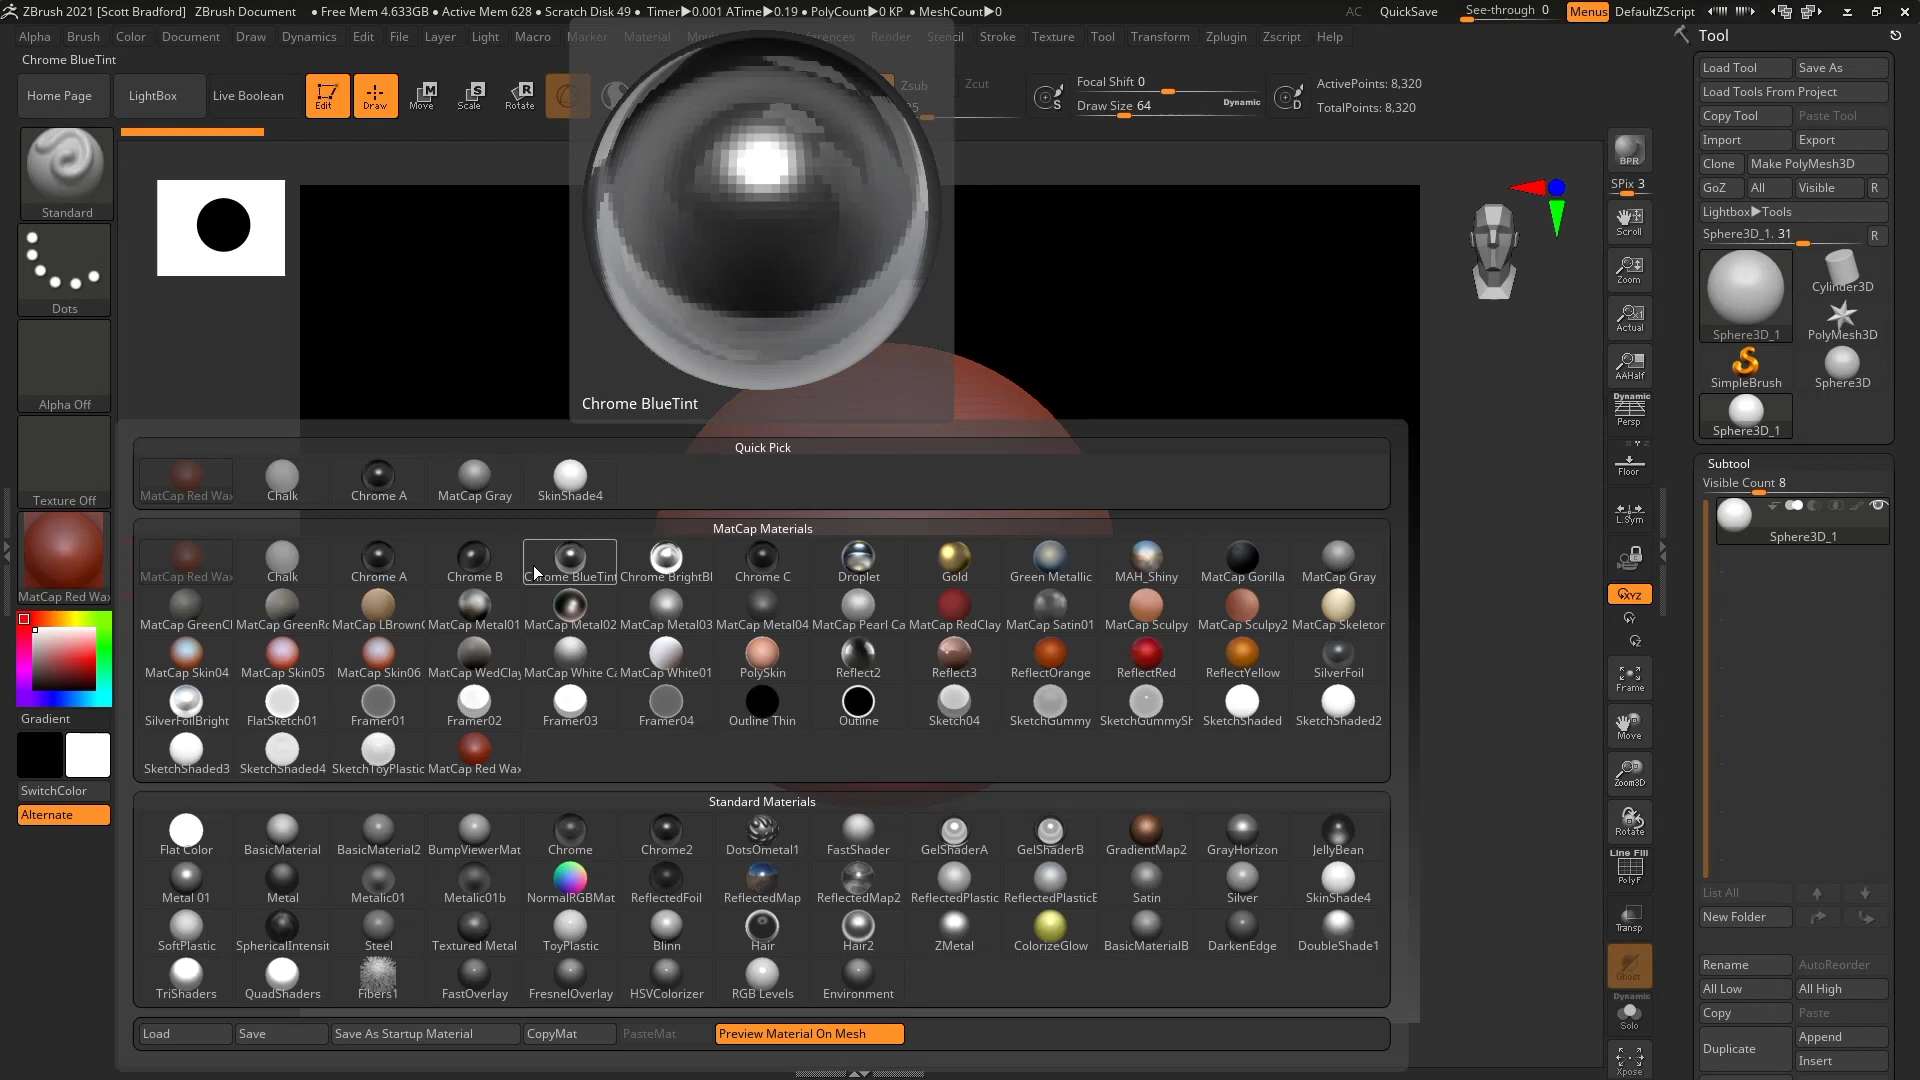 ZBrush 2021 [Scott Bradford] ZBrush Document • Free Mem 4.633GB • Active Mem 628 • Scratch Disk 49 • Timer▶0.001 ATime▶0.19 • PolyCount▶0 KP • MeshCount▶0 AC QuickSave See-through 0 Menus DefaultZScript
Alpha Brush Color Document Draw Dynamics Edit File Layer Light Macro Marker Material Render Stencil Stroke Texture Tool Transform Zplugin Zscript Help
Chrome BlueTint
Home Page LightBox Live Boolean Edit Draw Move Scale Rotate Zsub Zcut
S Focal Shift 0
Draw Size 64 Dynamic D
ActivePoints: 8,320
TotalPoints: 8,320
Standard
Dots
Alpha Off
Texture Off
MatCap Red Wax
Gradient
SwitchColor
Alternate
Chrome BlueTint
Quick Pick
MatCap Red Wax Chalk Chrome A MatCap Gray SkinShade4
MatCap Materials
MatCap Red Wax Chalk Chrome A Chrome B Chrome BlueTint Chrome BrightBl Chrome C Droplet Gold Green Metallic MAH_Shiny MatCap Gorilla MatCap Gray
MatCap GreenCl MatCap GreenRo MatCap LBrownC MatCap Metal01 MatCap Metal02 MatCap Metal03 MatCap Metal04 MatCap Pearl Ca MatCap RedClay MatCap Satin01 MatCap Sculpy MatCap Sculpy2 MatCap Skeleton
MatCap Skin04 MatCap Skin05 MatCap Skin06 MatCap WedClay MatCap White Ca MatCap White01 PolySkin Reflect2 Reflect3 ReflectOrange ReflectRed ReflectYellow SilverFoil
SilverFoilBright FlatSketch01 Framer01 Framer02 Framer03 Framer04 Outline Thin Outline Sketch04 SketchGummy SketchGummySh SketchShaded SketchShaded2
SketchShaded3 SketchShaded4 SketchToyPlastic MatCap Red Wax
Standard Materials
Flat Color BasicMaterial BasicMaterial2 BumpViewerMat Chrome Chrome2 DotsOmetal1 FastShader GelShaderA GelShaderB GradientMap2 GrayHorizon JellyBean
Metal 01 Metal Metalic01 Metalic01b NormalRGBMat ReflectedFoil ReflectedMap ReflectedMap2 ReflectedPlastic ReflectedPlasticB Satin Silver SkinShade4
SoftPlastic SphericalIntensit Steel Textured Metal ToyPlastic Blinn Hair Hair2 ZMetal ColorizeGlow BasicMaterialB DarkenEdge DoubleShade1
TriShaders QuadShaders Fibers1 FastOverlay FresnelOverlay HSVColorizer RGB Levels Environment
Load Save Save As Startup Material CopyMat PasteMat Preview Material On Mesh
BPR
SPix 3
Scroll
Zoom
Actual
AAHalf
Dynamic
Persp
Floor
L.Sym
XYZ
Frame
Move
Zoom3D
Rotate
Line Fill
PolyF
Transp
Ghost
Dynamic
Solo
Xpose
Tool
Load Tool Save As
Load Tools From Project
Copy Tool Paste Tool
Import Export
Clone Make PolyMesh3D
GoZ All Visible R
Lightbox▶Tools
Sphere3D_1. 31 R
Sphere3D_1 Cylinder3D
PolyMesh3D
SimpleBrush Sphere3D
Sphere3D_1
Subtool
Visible Count 8
Sphere3D_1
List All
New Folder
Rename AutoReorder
All Low All High
Copy Paste
Duplicate Append
Insert